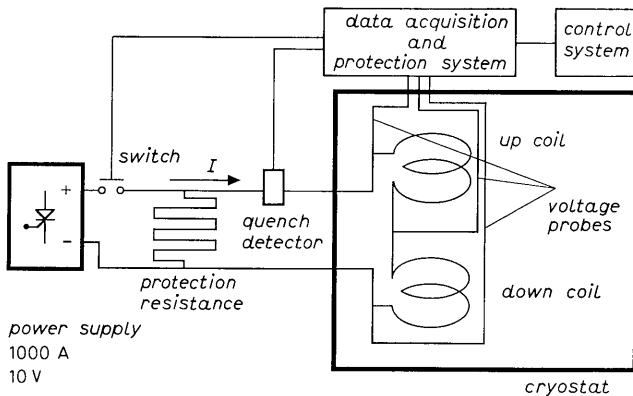 data acquisition
and
protection system
control
system
switch
I
+
−
quench
detector
up coil
voltage
probes
protection
resistance
down coil
power supply
1000 A
10 V
cryostat